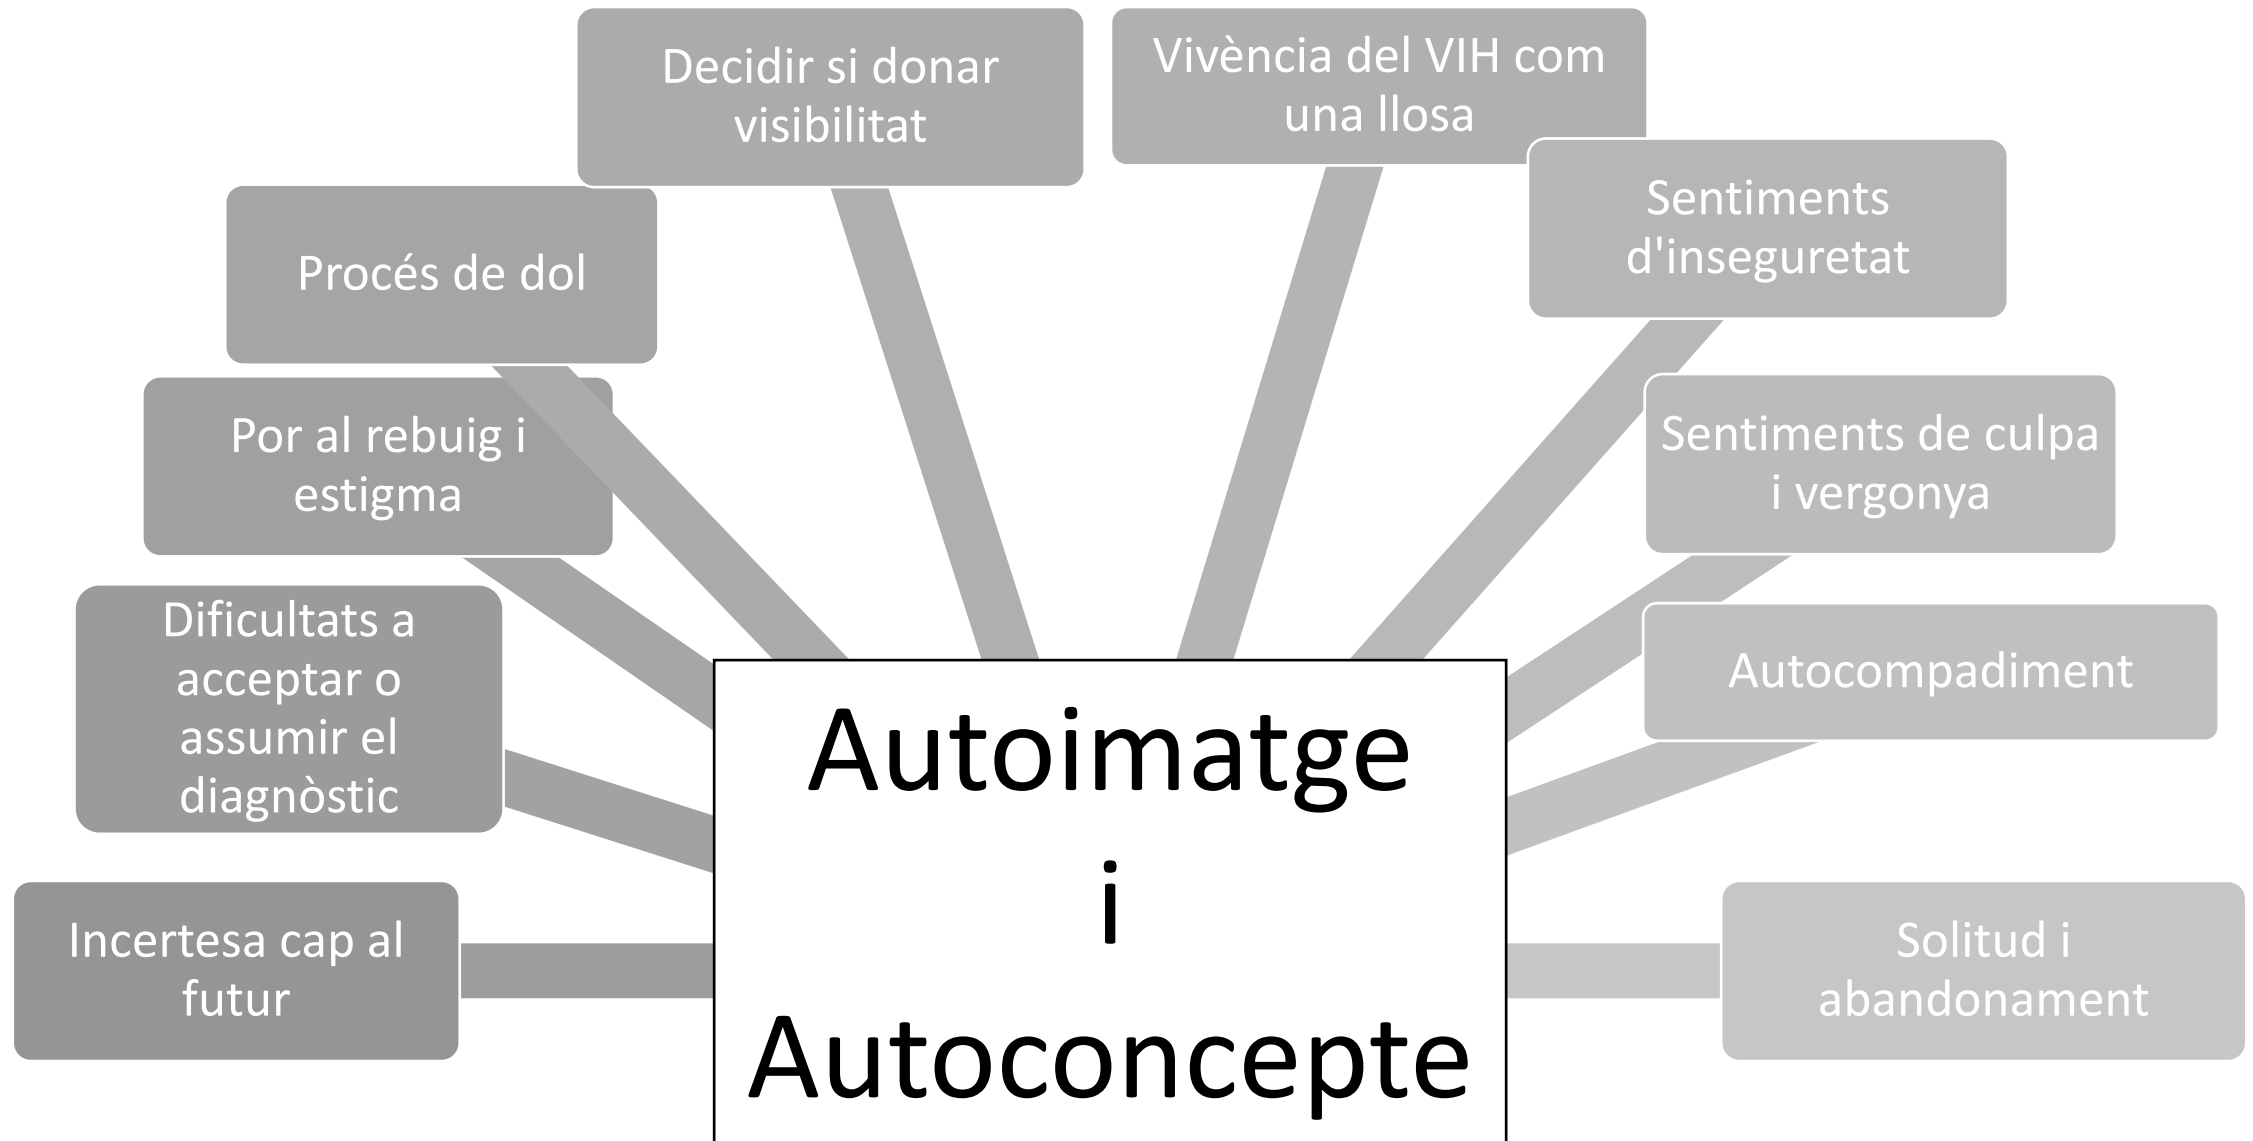 Decidir si donar
visibilitat
Vivència del VIH com
una llosa
Sentiments
d'inseguretat
Procés de dol
Por al rebuig i
estigma
Sentiments de culpa
i vergonya
Dificultats a
acceptar o
assumir el
diagnòstic
Autocompadiment
Incertesa cap al
futur
Solitud i
abandonament
Autoimatge
i
Autoconcepte